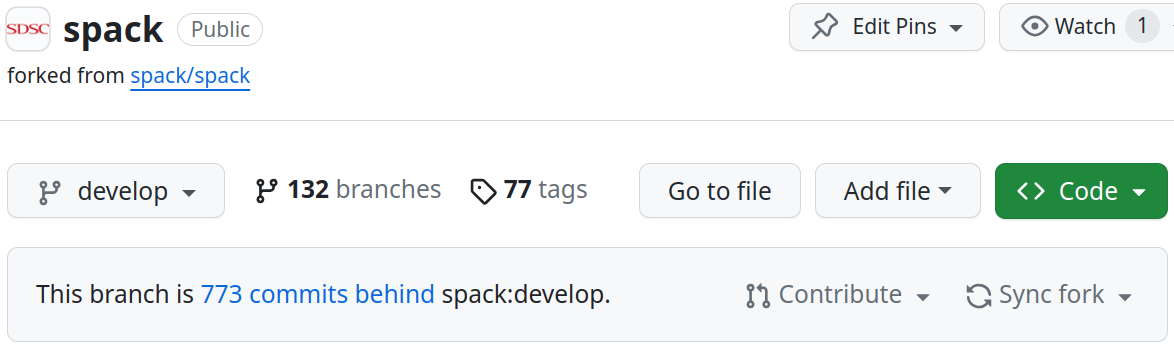 SDSC spack Public Edit Pins Watch 1
forked from spack/spack
develop 132 branches 77 tags Go to file Add file Code
This branch is 773 commits behind spack:develop. Contribute Sync fork